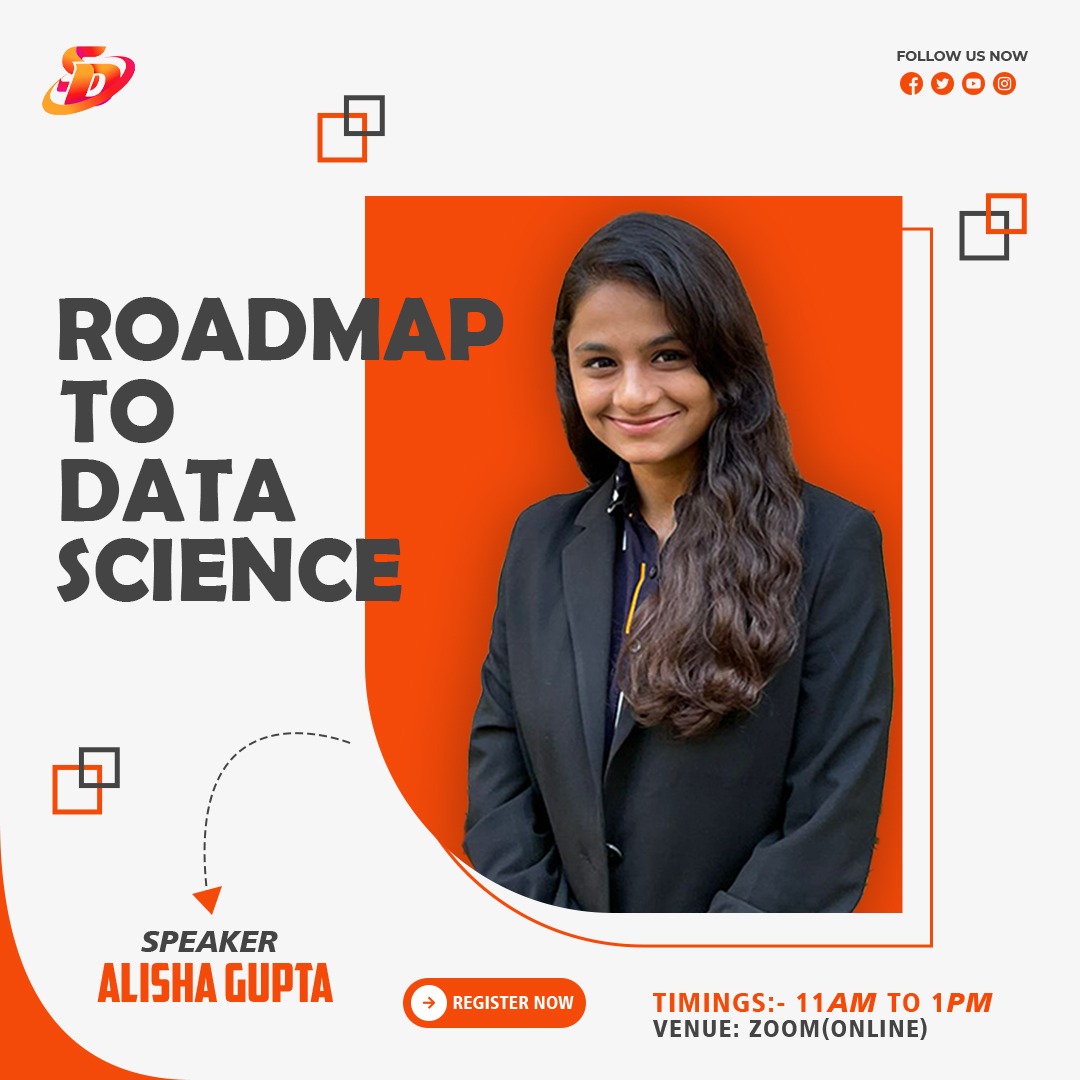 SD
FOLLOW US NOW
ROADMAP
TO
DATA
SCIENCE
SPEAKER
ALISHA GUPTA
REGISTER NOW
TIMINGS:- 11AM TO 1PM
VENUE: ZOOM(ONLINE)